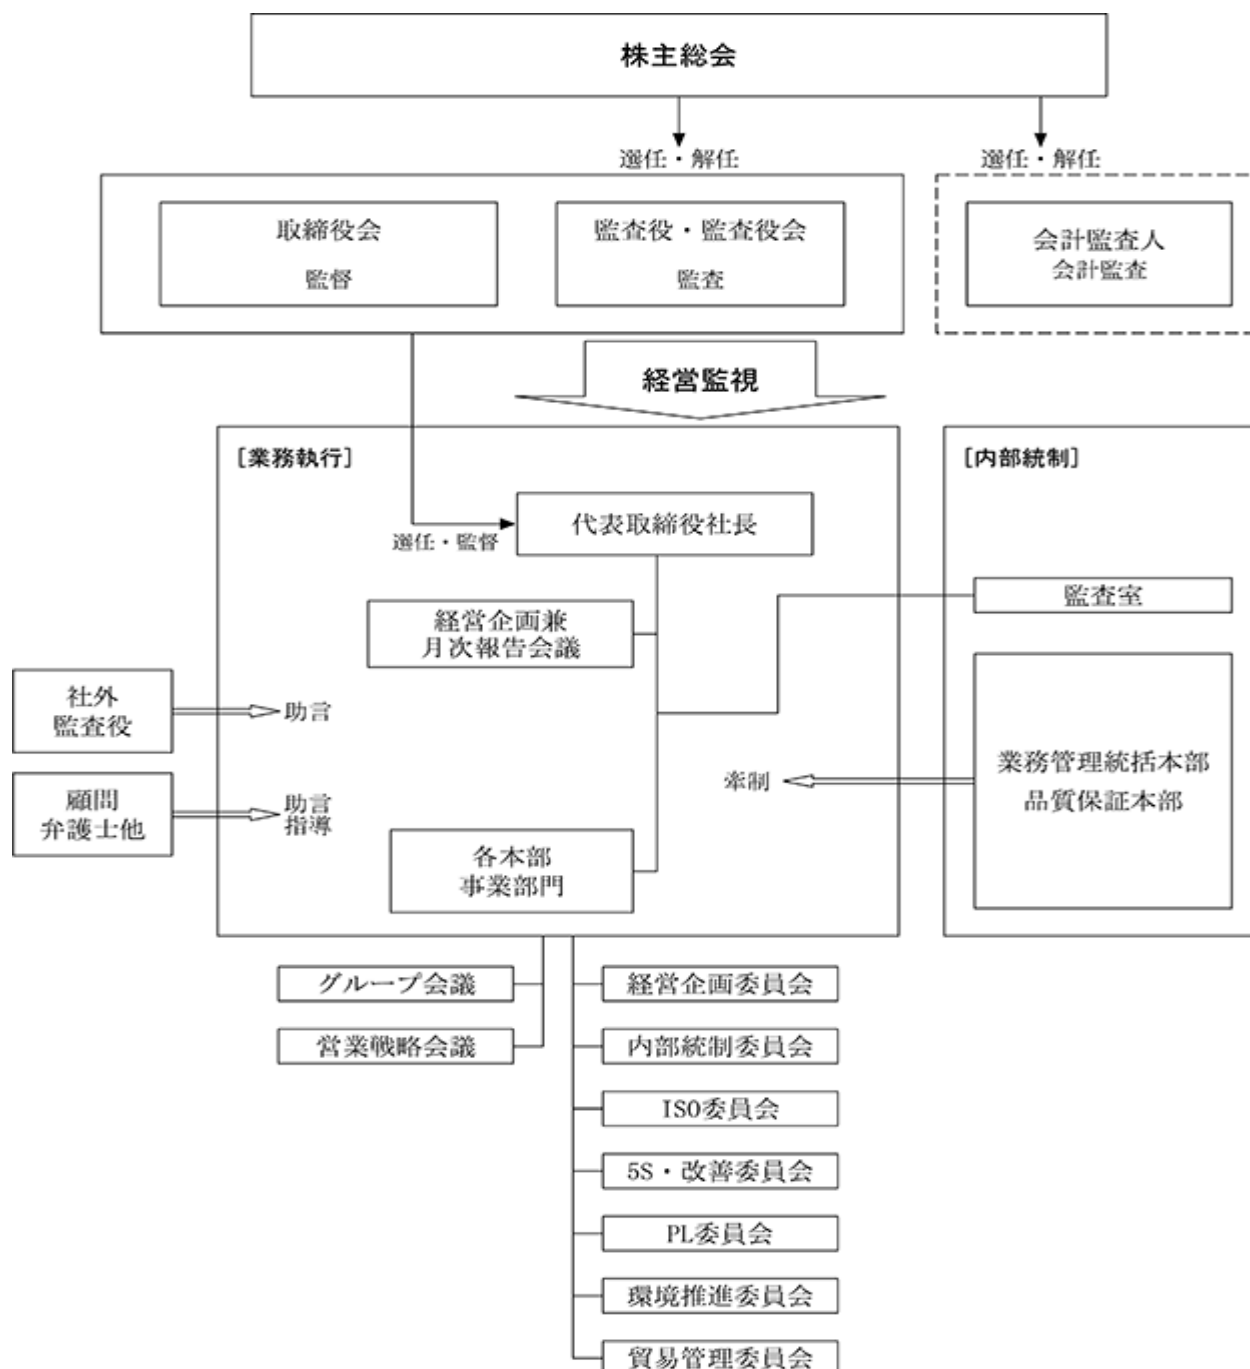 株主総会
選任・解任
選任・解任
取締役会
監督
監査役・監査役会
監査
会計監査人
会計監査
経営監視
[業務執行]
[内部統制]
代表取締役社長
選任・監督
経営企画兼
月次報告会議
監査室
社外
監査役
助言
業務管理統括本部
品質保証本部
牽制
顧問
弁護士他
助言
指導
各本部
事業部門
グループ会議
営業戦略会議
経営企画委員会
内部統制委員会
ISO委員会
5S・改善委員会
PL委員会
環境推進委員会
貿易管理委員会